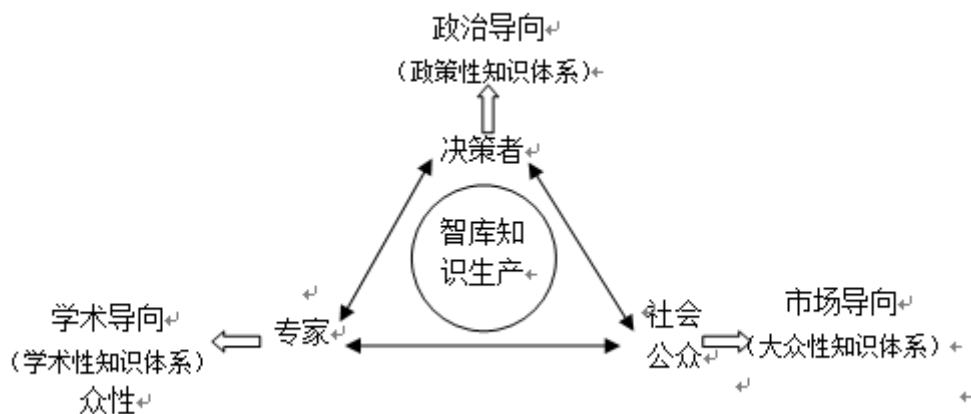 政治导向
（政策性知识体系）
决策者
智库知
识生产
学术导向
（学术性知识体系）
众性
专家
社会
公众
市场导向
（大众性知识体系）